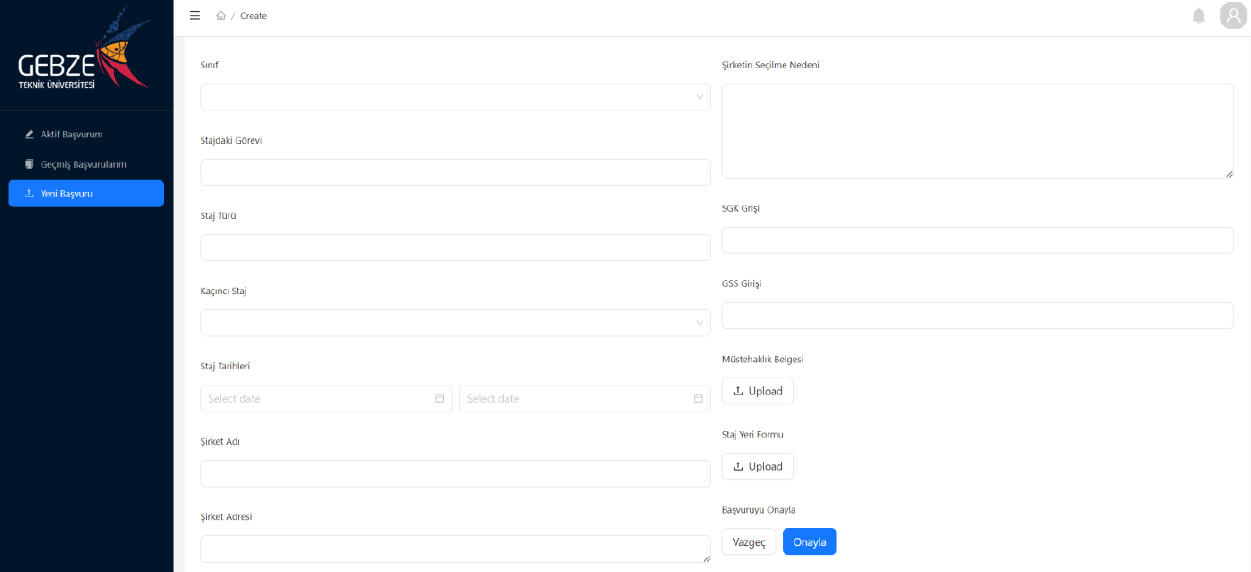 GEBZE
TEKNİK ÜNİVERSİTESİ
Aktif Başvurum
Geçmiş Başvurularım
Yeni Başvuru
/ Create
Sınıf
Stajdaki Görevi
Staj Türü
Kaçıncı Staj
Staj Tarihleri
Select date
Select date
Şirket Adı
Şirket Adresi
Şirketin Seçilme Nedeni
SGK Grişi
GSS Girişi
Müstehaklık Belgesi
Upload
Staj Yeri Formu
Upload
Başvuruyu Onayla
Vazgeç
Onayla